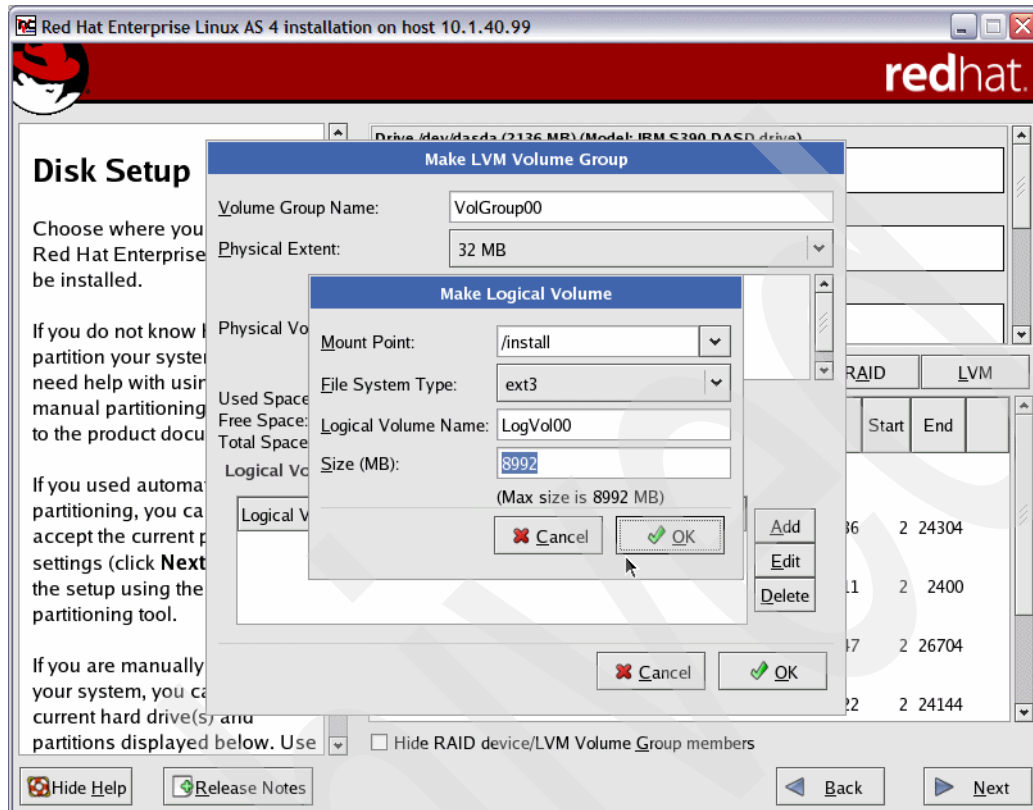 Red Hat Enterprise Linux AS 4 installation on host 10.1.40.99
redhat.
Disk Setup
Choose where you
Red Hat Enterprise
be installed.
If you do not know
partition your system
need help with using
manual partitioning
to the product docu
If you used automa
partitioning, you ca
accept the current p
settings (click Next
the setup using the
partitioning tool.
If you are manually
your system, you ca
current hard drive(s) and
partitions displayed below. Use
Drive /dev/dasda (2136 MB) (Model: IBM S390 DASD drive)
Make LVM Volume Group
Volume Group Name: VolGroup00
Physical Extent: 32 MB
Physical Vo
Used Space
Free Space:
Total Space
Logical Vo
Logical V
Make Logical Volume
Mount Point: /install
File System Type: ext3
Logical Volume Name: LogVol00
Size (MB): 8992
(Max size is 8992 MB)
Cancel OK
Add
Edit
Delete
Cancel OK
RAID LVM
Start End
36 2 24304
11 2 2400
47 2 26704
22 2 24144
Hide RAID device/LVM Volume Group members
Hide Help Release Notes Back Next